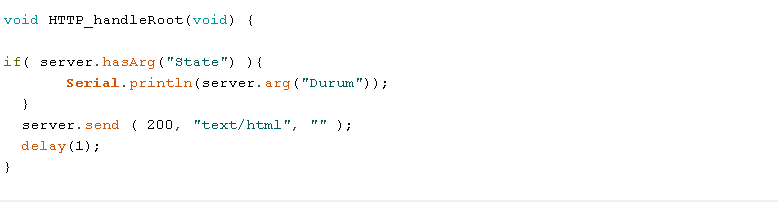 void HTTP_handleRoot(void) {
if( server.hasArg("State") ){
Serial.println(server.arg("Durum"));
}
server.send ( 200, "text/html", "" );
delay(1);
}